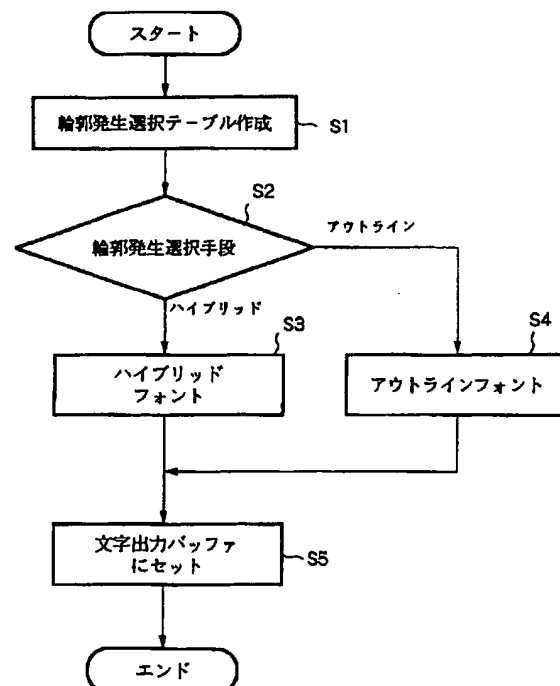 スタート
輪郭発生選択テーブル作成
S1
S2
輪郭発生選択手段
アウトライン
ハイブリッド
S3
ハイブリッド
フォント
S4
アウトラインフォント
文字出力バッファ
にセット
S5
エンド